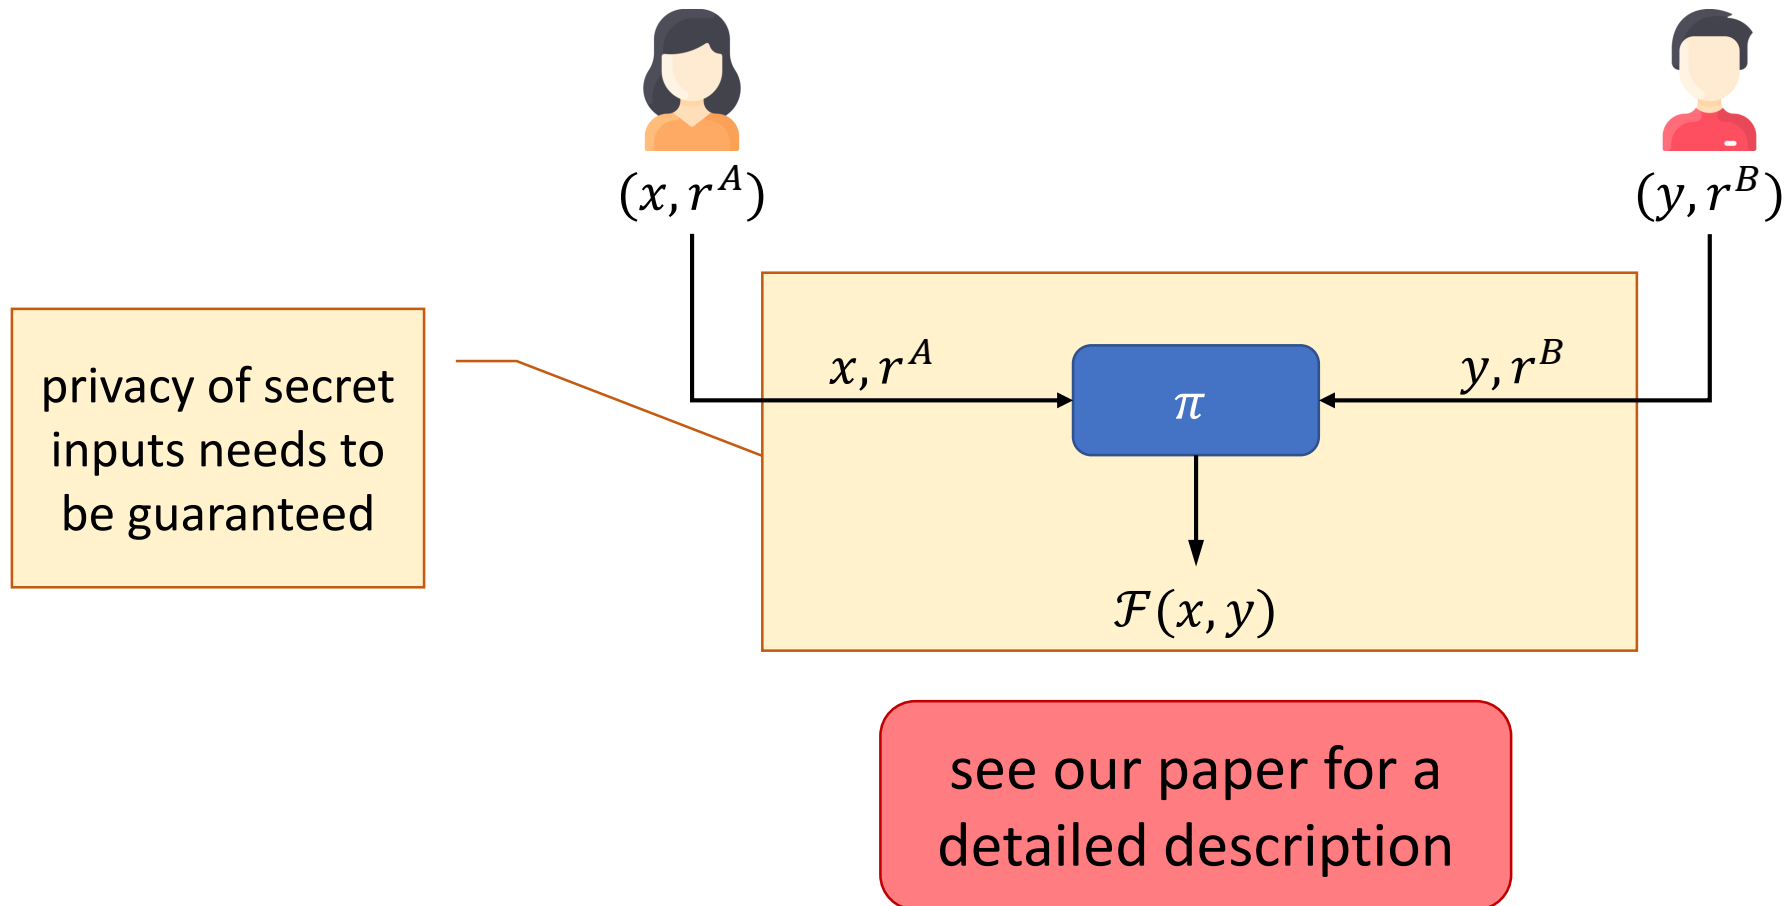 (x, r^A)
(y, r^B)
privacy of secret
inputs needs to
be guaranteed
x, r^A
π
y, r^B
ℱ(x, y)
see our paper for a
detailed description